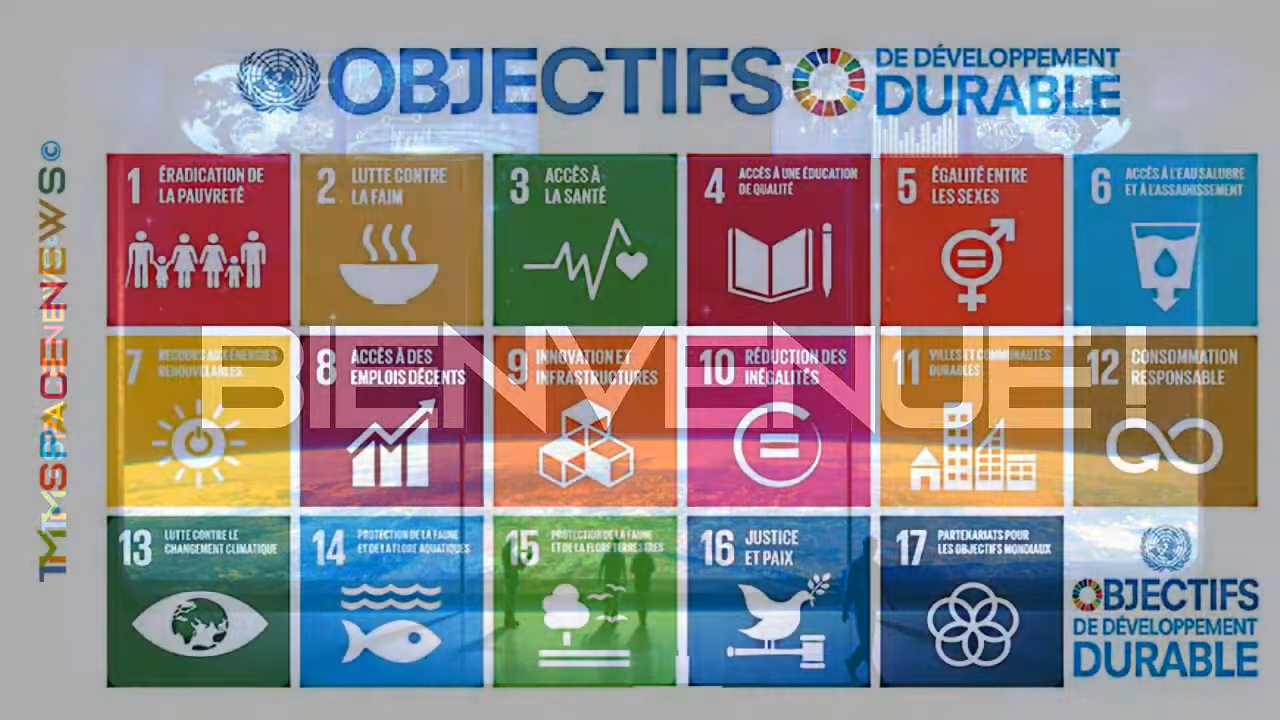 OBJECTIFS
DE DÉVELOPPEMENT
DURABLE
TMTMSPACENEWS©
1 ÉRADICATION DE
LA PAUVRETÉ
2 LUTTE CONTRE
LA FAIM
3 ACCÈS À
LA SANTÉ
4 ACCÈS À UNE ÉDUCATION
DE QUALITÉ
5 ÉGALITÉ ENTRE
LES SEXES
6 ACCÈS À L'EAU SALUBRE
ET À L'ASSAINISSEMENT
BIENVENUE !
7 RECOURS AUX ÉNERGIES
RENOUVELABLES
8 ACCÈS À DES
EMPLOIS DÉCENTS
9 INNOVATION ET
INFRASTRUCTURES
10 RÉDUCTION DES
INÉGALITÉS
11 VILLES ET COMMUNAUTÉS
DURABLES
12 CONSOMMATION
RESPONSABLE
13 LUTTE CONTRE LE
CHANGEMENT CLIMATIQUE
14 PROTECTION DE LA FAUNE
ET DE LA FLORE AQUATIQUES
15 PROTECTION DE LA FAUNE
ET DE LA FLORE TERRESTRES
16 JUSTICE
ET PAIX
17 PARTENARIATS POUR
LES OBJECTIFS MONDIAUX
OBJECTIFS
DE DÉVELOPPEMENT
DURABLE